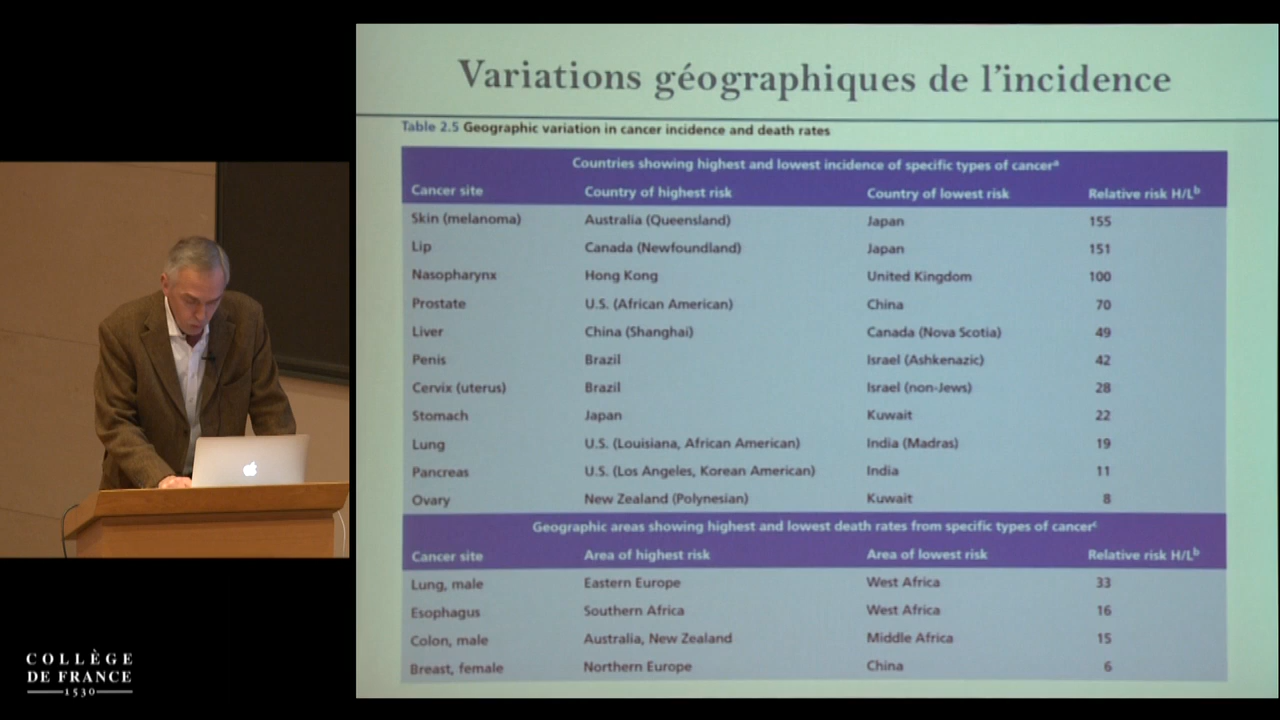 Variations géographiques de l'incidence
Table 2.5 Geographic variation in cancer incidence and death rates
Countries showing highest and lowest incidence of specific types of cancerᵃ
Cancer site Country of highest risk Country of lowest risk Relative risk H/Lᵇ
Skin (melanoma) Australia (Queensland) Japan 155
Lip Canada (Newfoundland) Japan 151
Nasopharynx Hong Kong United Kingdom 100
Prostate U.S. (African American) China 70
Liver China (Shanghai) Canada (Nova Scotia) 49
Penis Brazil Israel (Ashkenazic) 42
Cervix (uterus) Brazil Israel (non-Jews) 28
Stomach Japan Kuwait 22
Lung U.S. (Louisiana, African American) India (Madras) 19
Pancreas U.S. (Los Angeles, Korean American) India 11
Ovary New Zealand (Polynesian) Kuwait 8
Geographic areas showing highest and lowest death rates from specific types of cancerᶜ
Cancer site Area of highest risk Area of lowest risk Relative risk H/Lᵇ
Lung, male Eastern Europe West Africa 33
Esophagus Southern Africa West Africa 16
Colon, male Australia, New Zealand Middle Africa 15
Breast, female Northern Europe China 6
COLLÈGE
DE FRANCE
1530